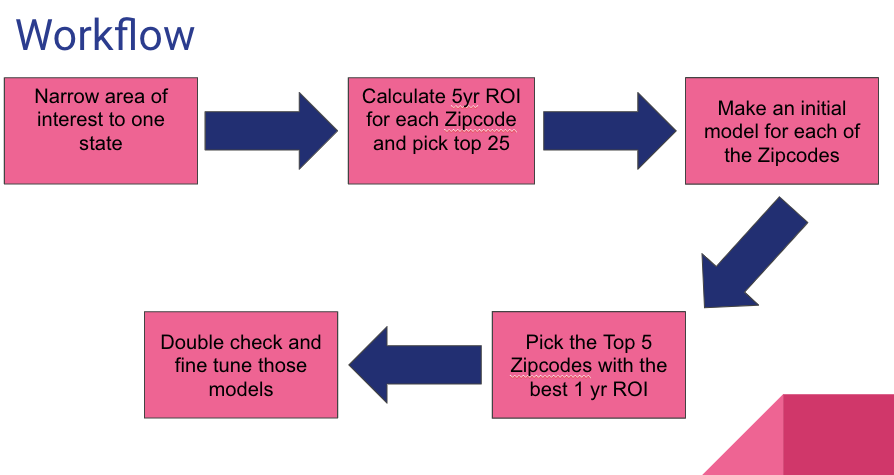 Workflow
Narrow area of
interest to one
state
Calculate 5yr ROI
for each Zipcode
and pick top 25
Make an initial
model for each of
the Zipcodes
Pick the Top 5
Zipcodes with the
best 1 yr ROI
Double check and
fine tune those
models